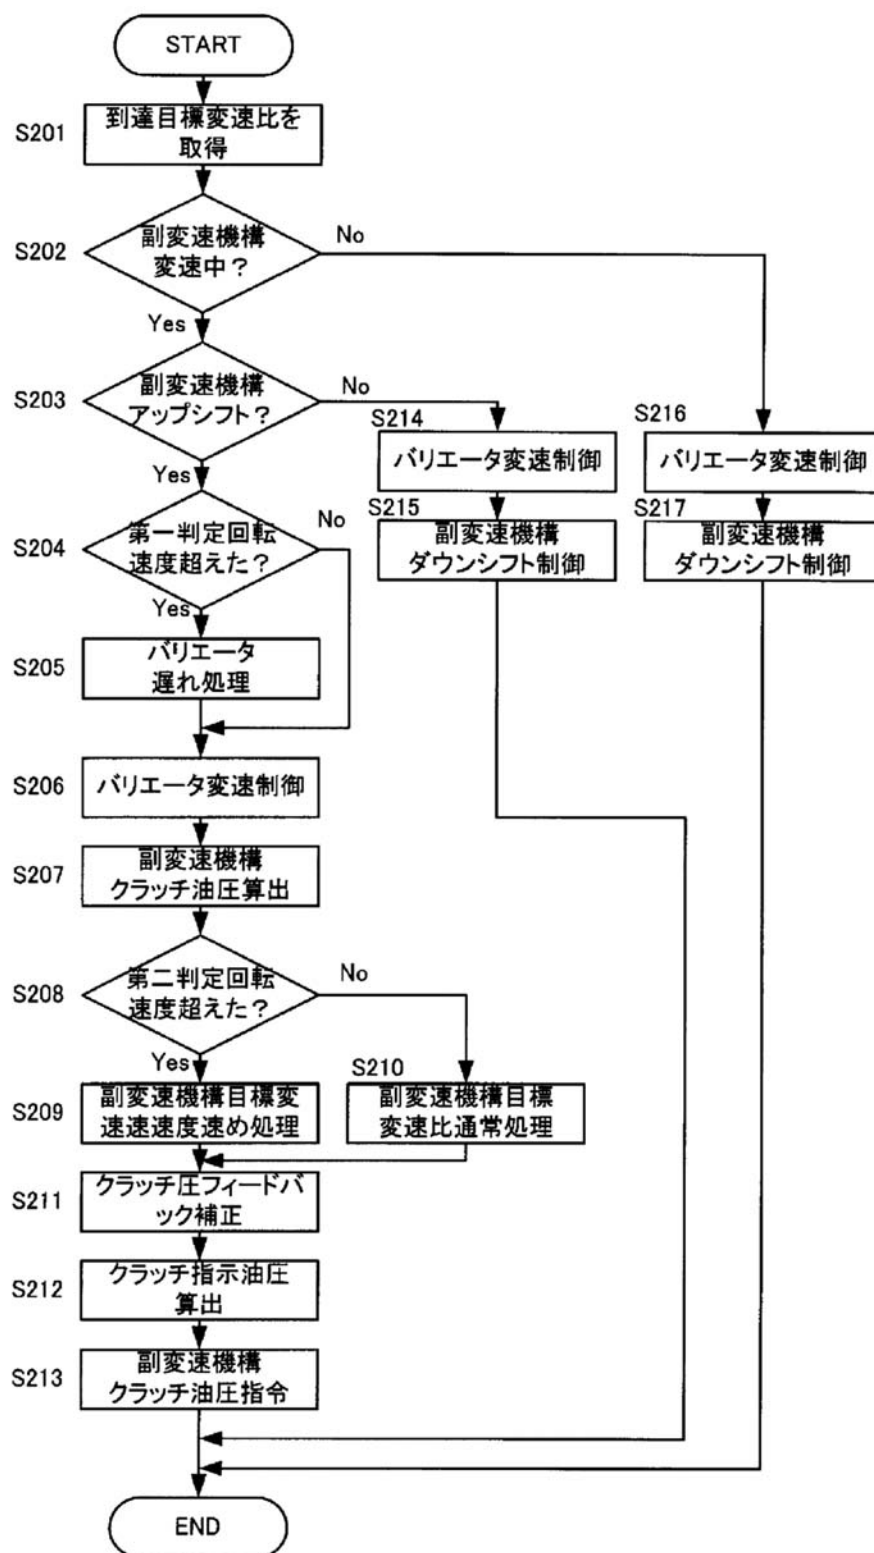 START
S201
到達目標変速比を
取得
S202
副変速機構
変速中?
No
Yes
S203
副変速機構
アップシフト?
No
Yes
S214
バリエータ変速制御
S215
副変速機構
ダウンシフト制御
S216
バリエータ変速制御
S217
副変速機構
ダウンシフト制御
S204
第一判定回転
速度超えた?
No
Yes
S205
バリエータ
遅れ処理
S206
バリエータ変速制御
S207
副変速機構
クラッチ油圧算出
S208
第二判定回転
速度超えた?
No
Yes
S209
副変速機構目標変
速速速度速め処理
S210
副変速機構目標
変速比通常処理
S211
クラッチ圧フィードバ
ック補正
S212
クラッチ指示油圧
算出
S213
副変速機構
クラッチ油圧指令
END